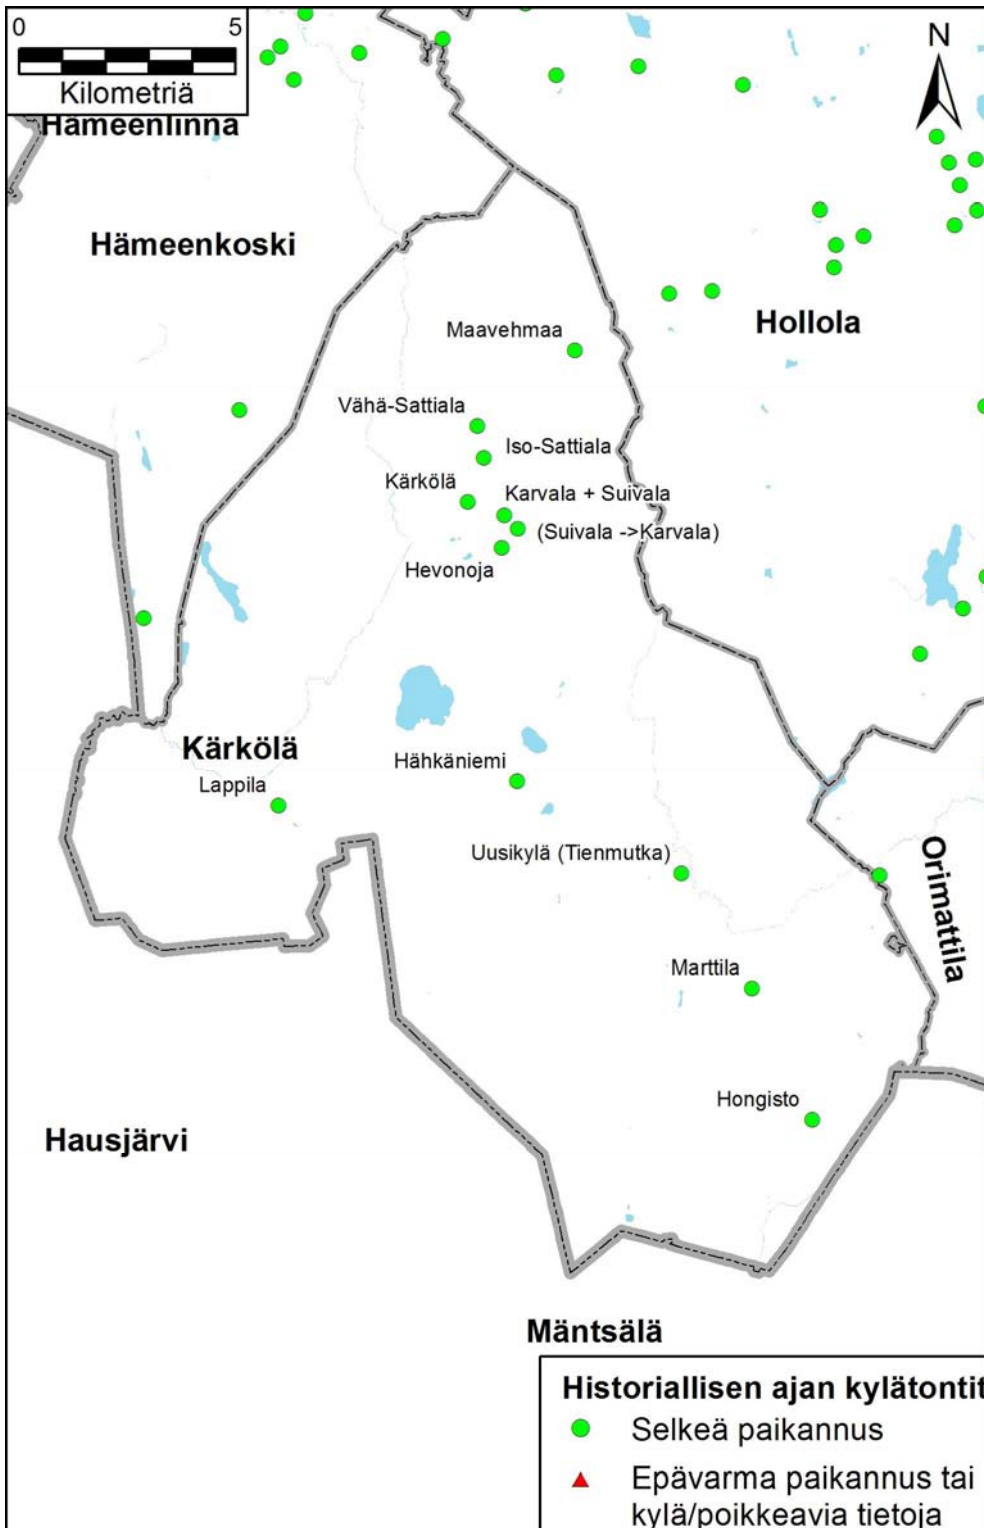 0 5
Kilometriä
N
Hämeenlinna
Hämeenkoski
Hollola
Maavehmaa
Vähä-Sattiala
Iso-Sattiala
Kärkölä
Karvala + Suivala
(Suivala ->Karvala)
Hevonoja
Kärkölä
Hähkäniemi
Lappila
Uusikylä (Tienmutka)
Orimattila
Marttila
Hongisto
Hausjärvi
Mäntsälä
Historiallisen ajan kylätontit
Selkeä paikannus
Epävarma paikannus tai
kylä/poikkeavia tietoja